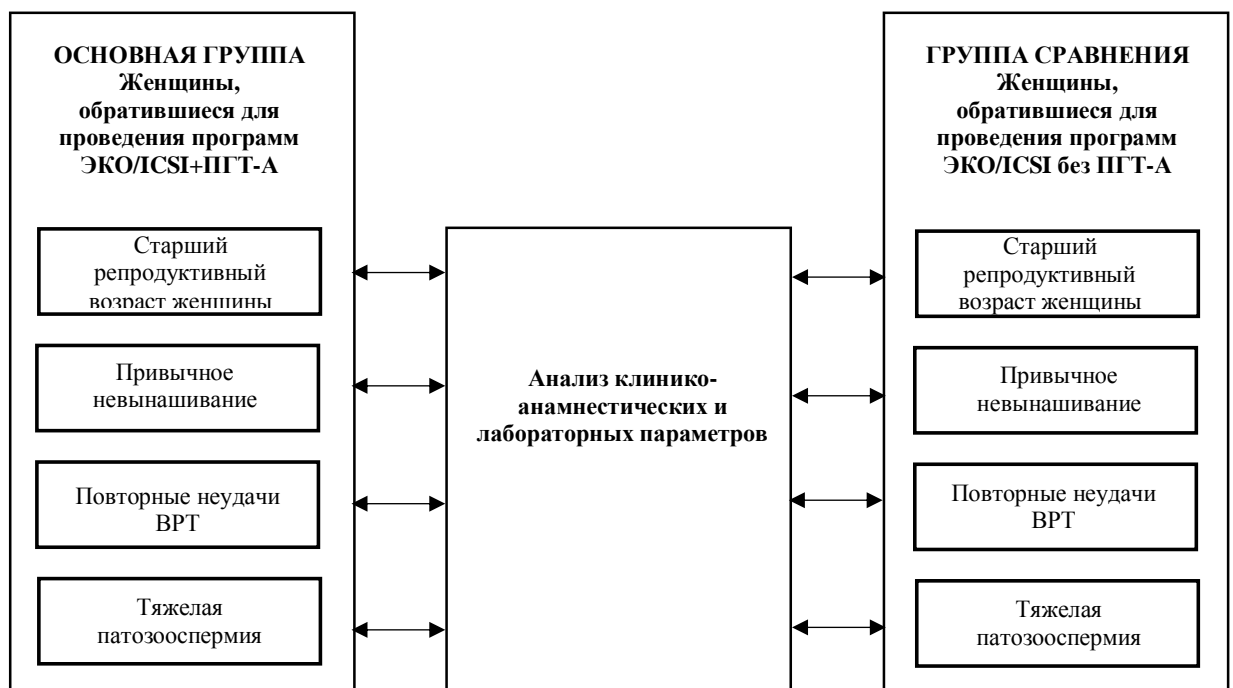 ОСНОВНАЯ ГРУППА
Женщины,
обратившиеся для
проведения программ
ЭКО/ICSI+ПГТ-А
Старший
репродуктивный
возраст женщины
Привычное
невынашивание
Повторные неудачи
ВРТ
Тяжелая
патозооспермия
Анализ клинико-
анамнестических и
лабораторных параметров
ГРУППА СРАВНЕНИЯ
Женщины,
обратившиеся для
проведения программ
ЭКО/ICSI без ПГТ-А
Старший
репродуктивный
возраст женщины
Привычное
невынашивание
Повторные неудачи
ВРТ
Тяжелая
патозооспермия